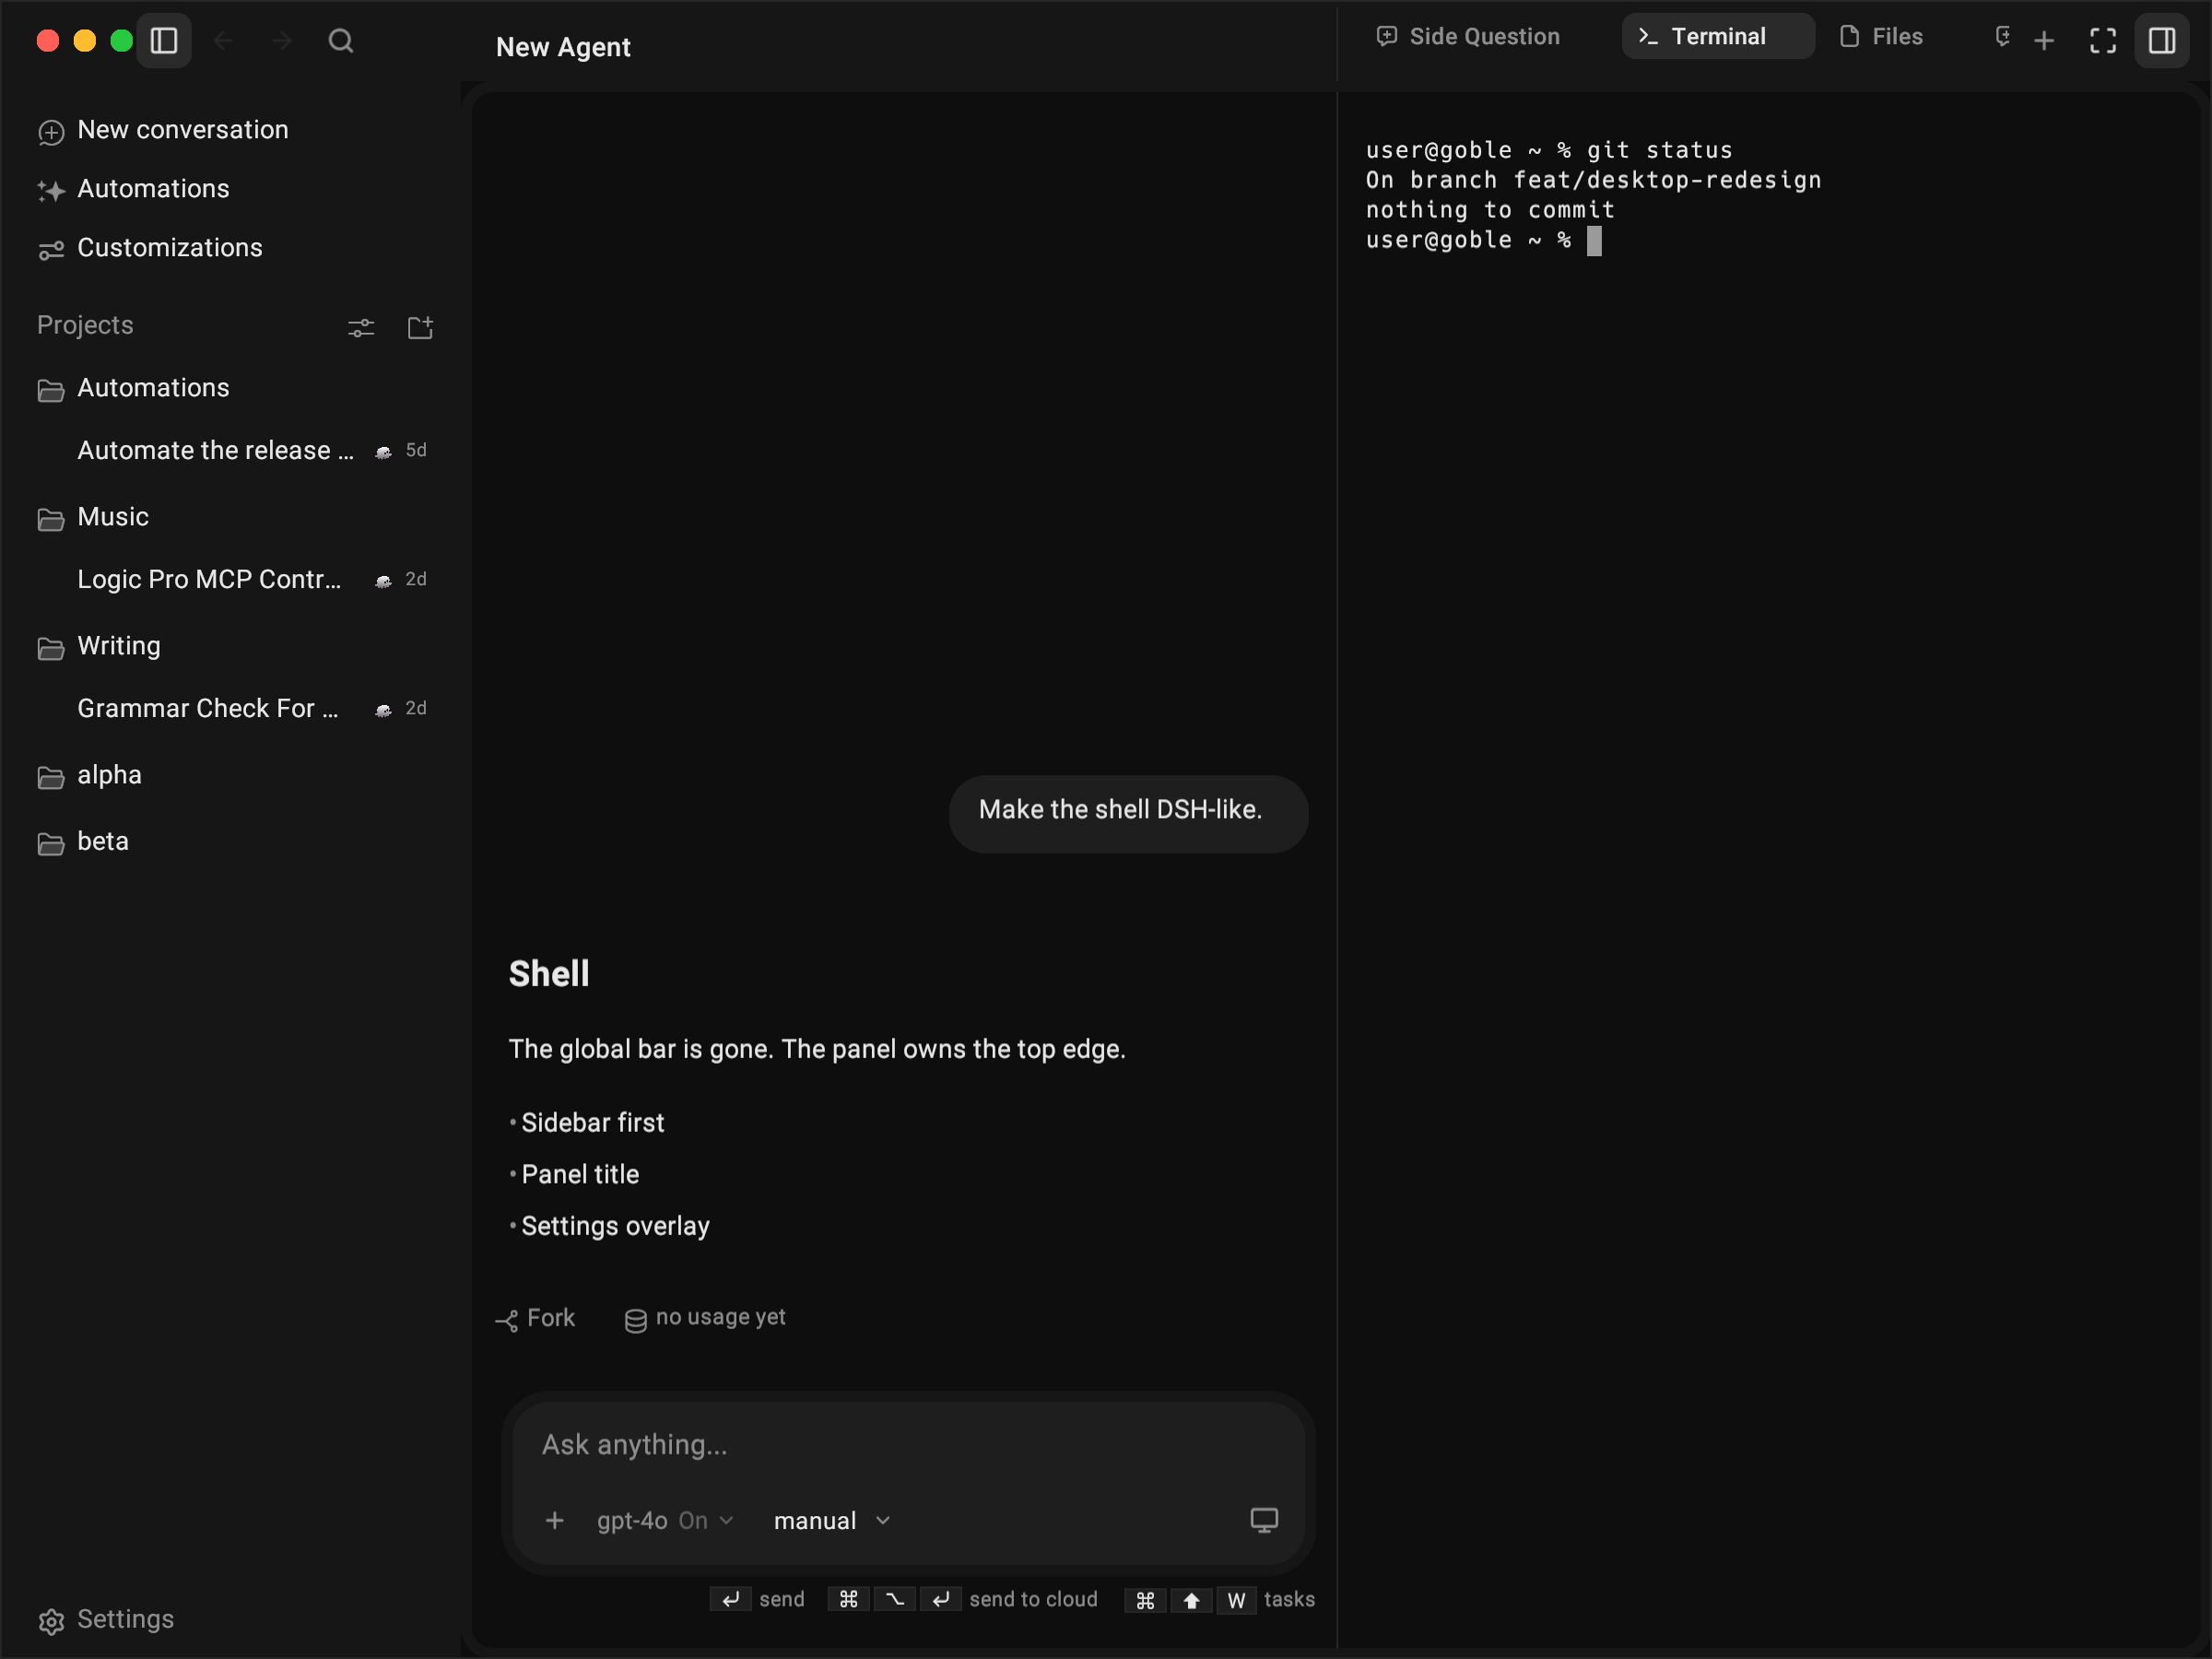 New Agent
Side Question
Terminal
Files
New conversation
Automations
Customizations
Projects
Automations
Automate the release ... 5d
Music
Logic Pro MCP Contr... 2d
Writing
Grammar Check For ... 2d
alpha
beta
Settings
Make the shell DSH-like.
Shell
The global bar is gone. The panel owns the top edge.
• Sidebar first
• Panel title
• Settings overlay
Fork
no usage yet
Ask anything...
+ gpt-4o On manual
↵ send ⌘ ⌥ ↵ send to cloud ⌘ ⬆ W tasks
user@goble ~ % git status
On branch feat/desktop-redesign
nothing to commit
user@goble ~ %